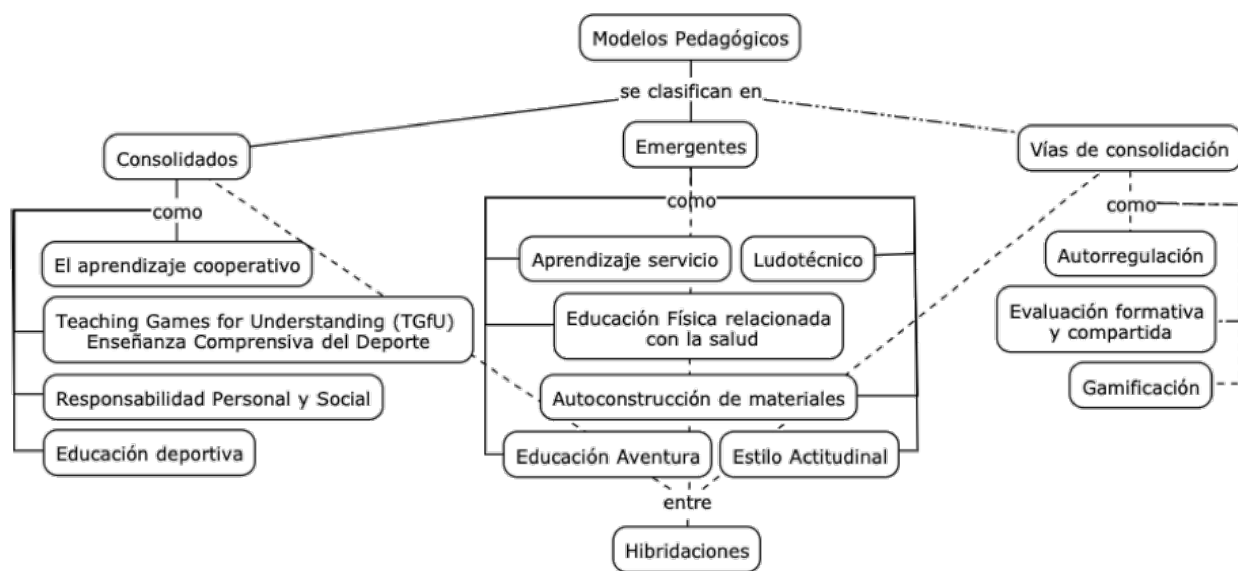 Modelos Pedagógicos
se clasifican en
Consolidados
Emergentes
Vías de consolidación
como
El aprendizaje cooperativo
Teaching Games for Understanding (TGfU)
Enseñanza Comprensiva del Deporte
Responsabilidad Personal y Social
Educación deportiva
como
Aprendizaje servicio
Ludotécnico
Educación Física relacionada
con la salud
Autoconstrucción de materiales
Educación Aventura
Estilo Actitudinal
como
Autorregulación
Evaluación formativa
y compartida
Gamificación
entre
Hibridaciones